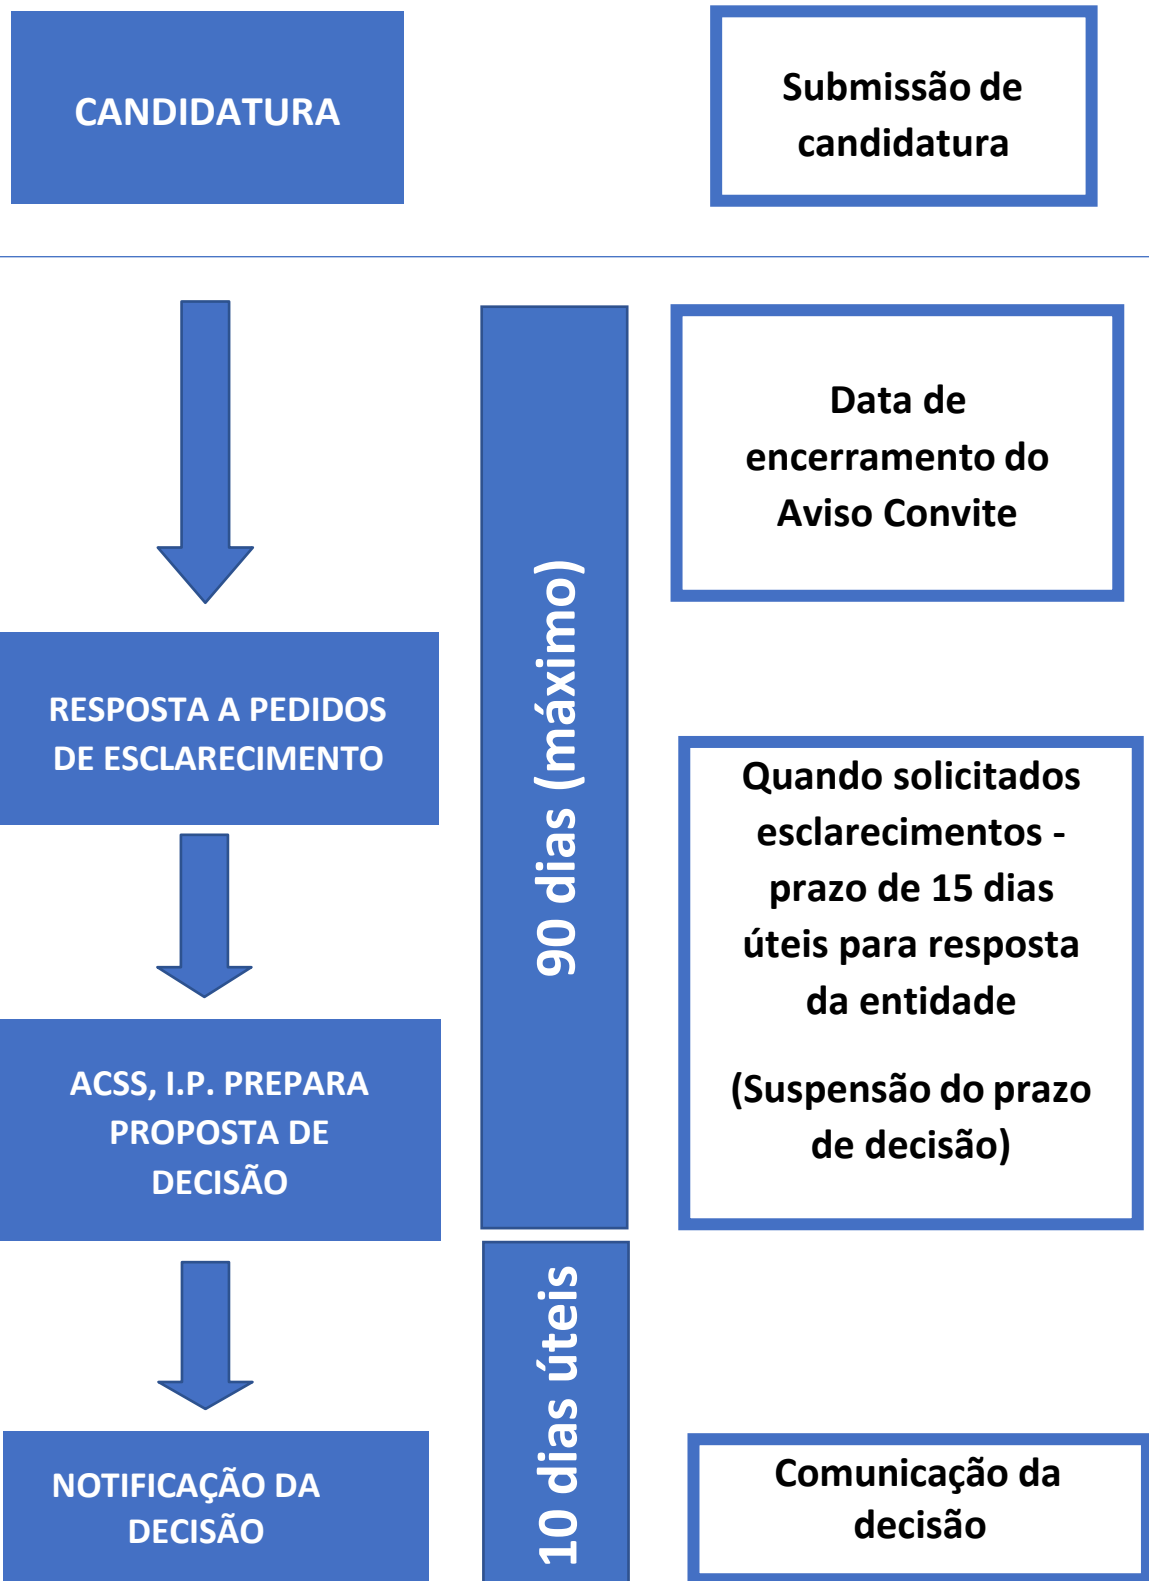 CANDIDATURA
Submissão de
candidatura
Data de
encerramento do
Aviso Convite
90 dias (máximo)
RESPOSTA A PEDIDOS
DE ESCLARECIMENTO
Quando solicitados
esclarecimentos -
prazo de 15 dias
úteis para resposta
da entidade
(Suspensão do prazo
de decisão)
ACSS, I.P. PREPARA
PROPOSTA DE
DECISÃO
10 dias úteis
NOTIFICAÇÃO DA
DECISÃO
Comunicação da
decisão